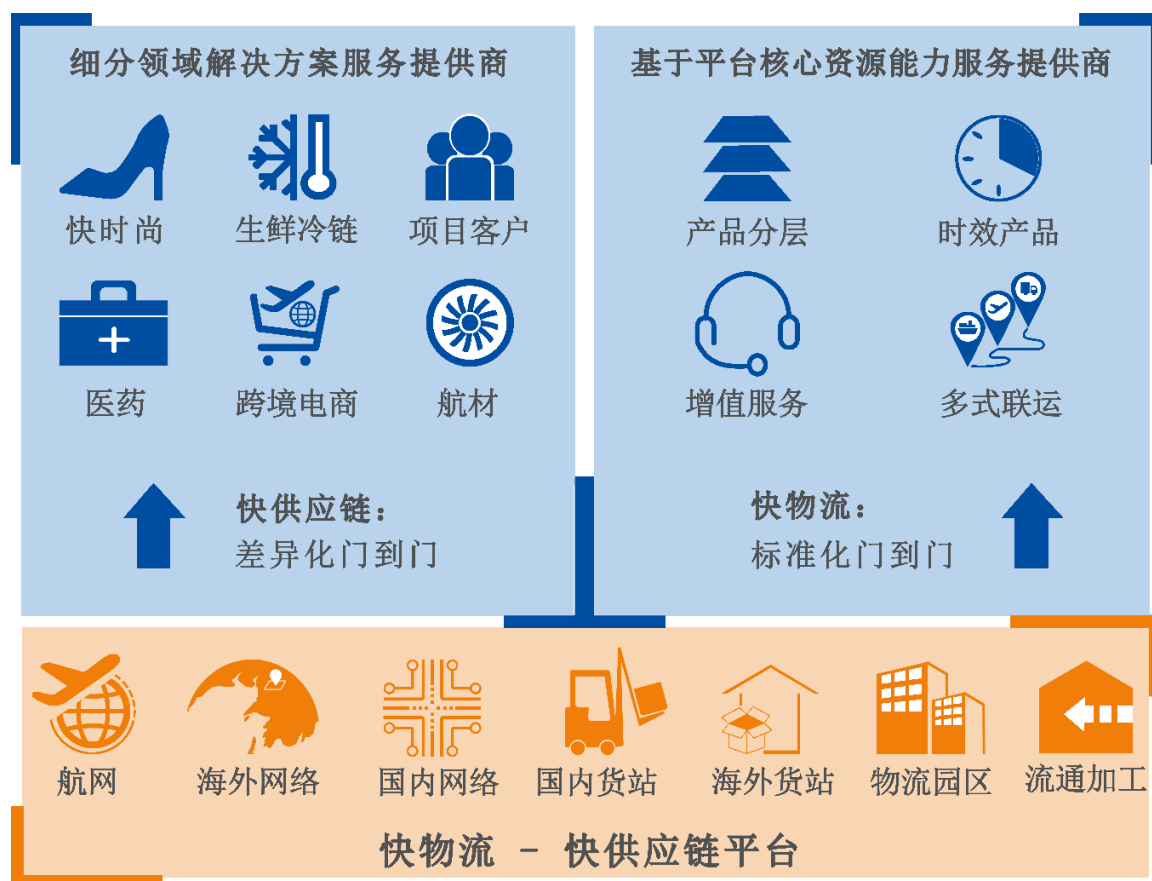 细分领域解决方案服务提供商
快时尚
生鲜冷链
项目客户
医药
跨境电商
航材
快供应链：
差异化门到门
基于平台核心资源能力服务提供商
产品分层
时效产品
增值服务
多式联运
快物流：
标准化门到门
航网
海外网络
国内网络
国内货站
海外货站
物流园区
流通加工
快物流 - 快供应链平台